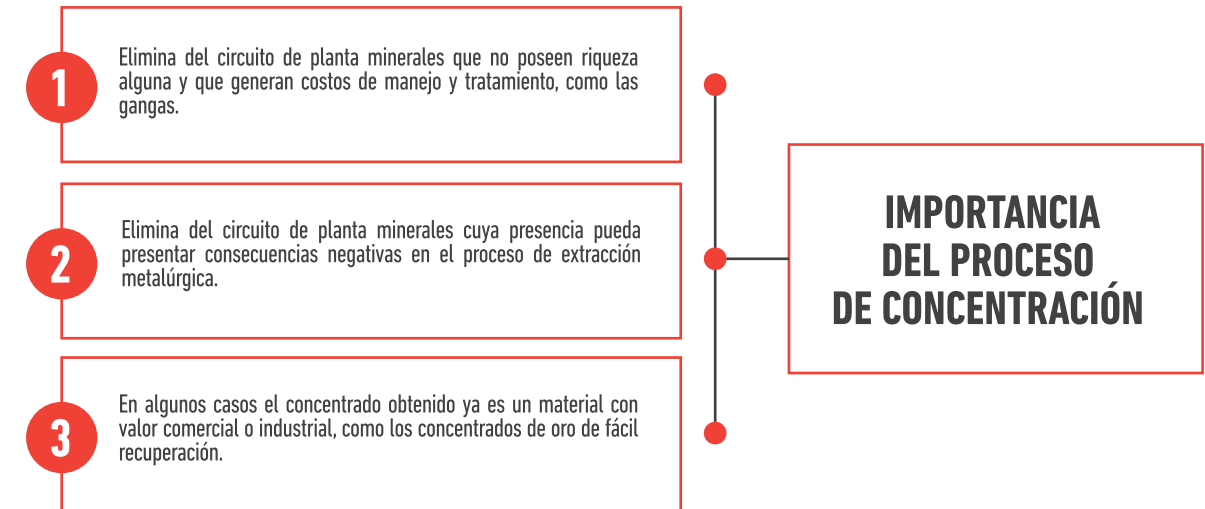 1
Elimina del circuito de planta minerales que no poseen riqueza
alguna y que generan costos de manejo y tratamiento, como las
gangas.
2
Elimina del circuito de planta minerales cuya presencia pueda
presentar consecuencias negativas en el proceso de extracción
metalúrgica.
3
En algunos casos el concentrado obtenido ya es un material con
valor comercial o industrial, como los concentrados de oro de fácil
recuperación.
IMPORTANCIA
DEL PROCESO
DE CONCENTRACIÓN